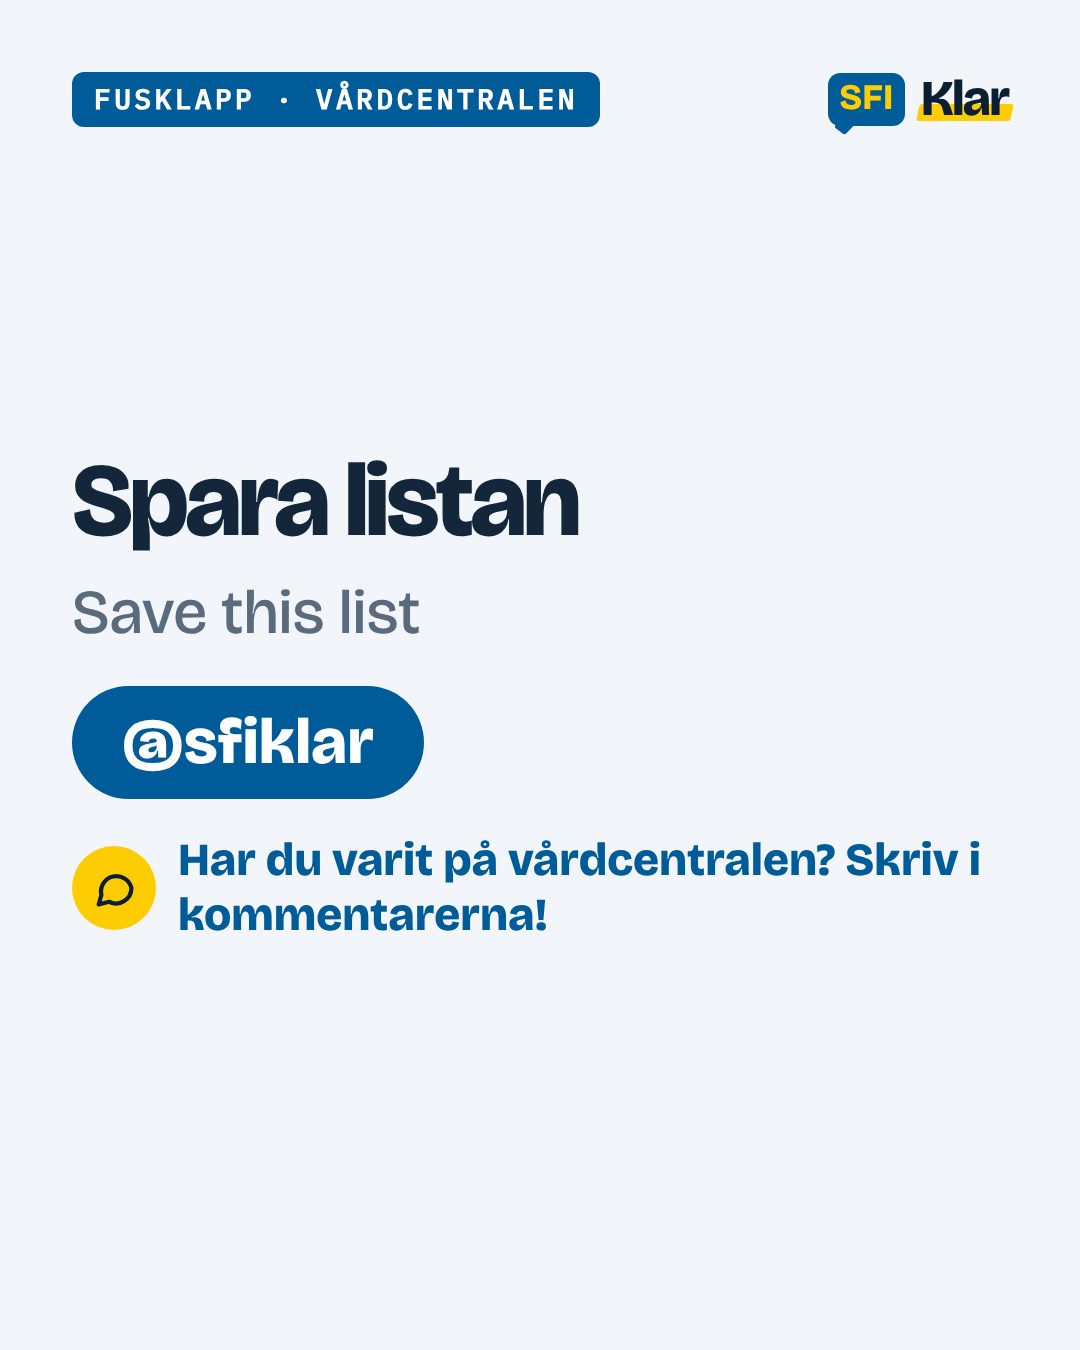 FUSKLAPP · VÅRDCENTRALEN
SFI Klar
Spara listan
Save this list
@sfiklar
Har du varit på vårdcentralen? Skriv i
kommentarerna!